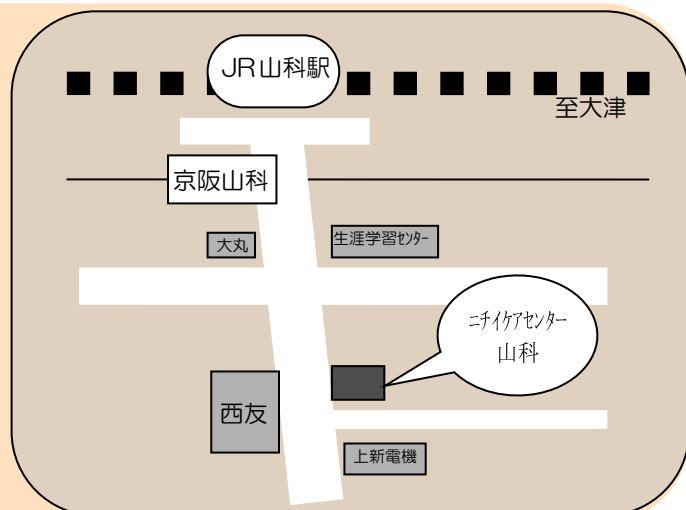 JR山科駅
至大津
京阪山科
大丸
生涯学習ｾﾝﾀｰ
ニチイケアセンター
山科
西友
上新電機